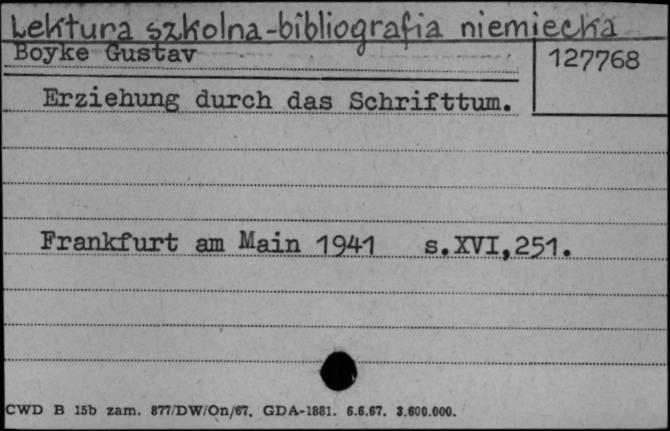 Lektura szkolna-bibliografia niemiecka
Boyke Gustav
127768
Erziehung durch das Schrifttum.
Frankfurt am Main 1941 s.XVI,251.
CWD B 15b zam. 877/DW/On/67. GDA-1881. 6.6.67. 3.600.000.